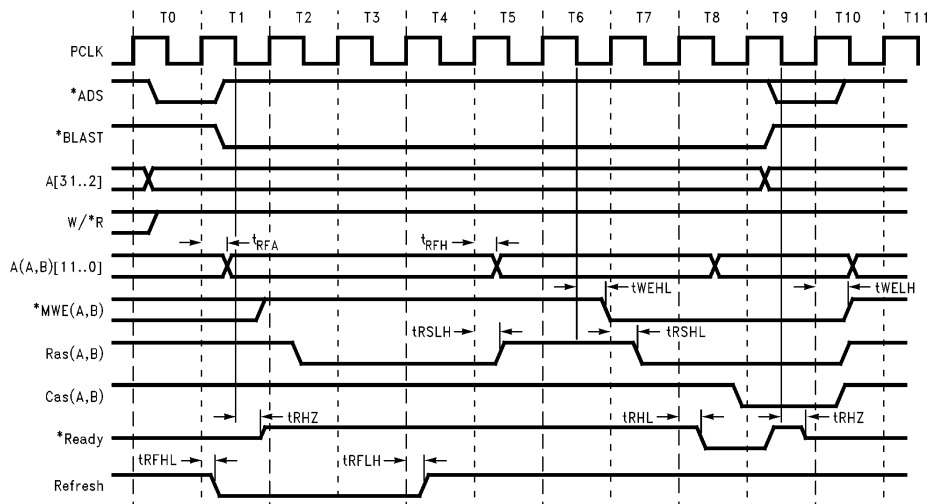 T0 T1 T2 T3 T4 T5 T6 T7 T8 T9 T10 T11
PCLK
*ADS
*BLAST
A[31..2]
W/*R
tRFA tRFH
A(A,B)[11..0]
tWEHL tWELH
*MWE(A,B)
tRSLH tRSHL
Ras(A,B)
Cas(A,B)
tRHZ tRHL tRHZ
*Ready
tRFHL tRFLH
Refresh